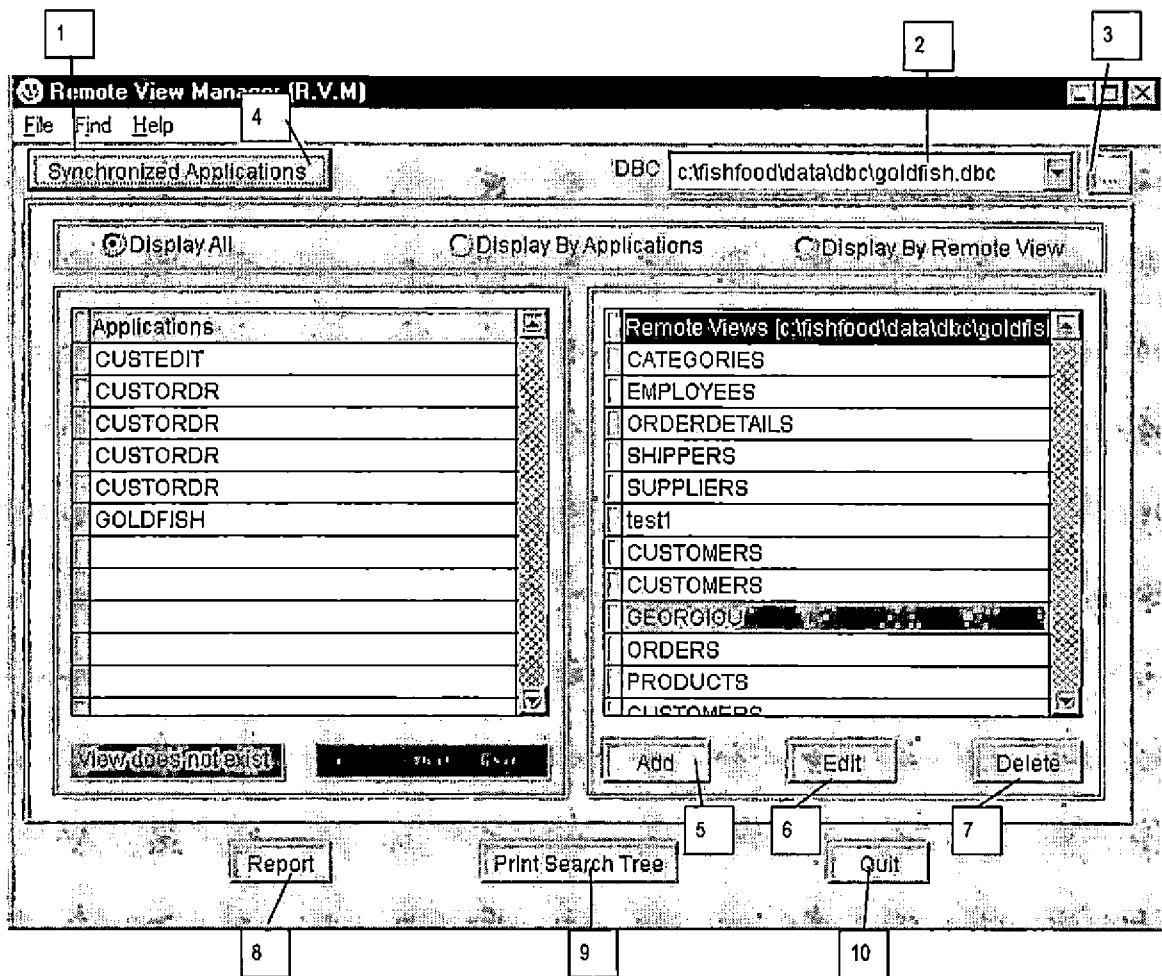 1
2
3
Remote View Manager (R.V.M)
File Find Help
4
Synchronized Applications
DBC c:\fishfood\data\dbc\goldfish.dbc ...
Display All Display By Applications Display By Remote View
Applications
CUSTEDIT
CUSTORDR
CUSTORDR
CUSTORDR
CUSTORDR
GOLDFISH
Remote Views [c:\fishfood\data\dbc\goldfisl
CATEGORIES
EMPLOYEES
ORDERDETAILS
SHIPPERS
SUPPLIERS
test1
CUSTOMERS
CUSTOMERS
GEORGIOU
ORDERS
PRODUCTS
CUSTOMERS
View does not exist
Add Edit Delete
5 6 7
Report Print Search Tree Quit
8 9 10